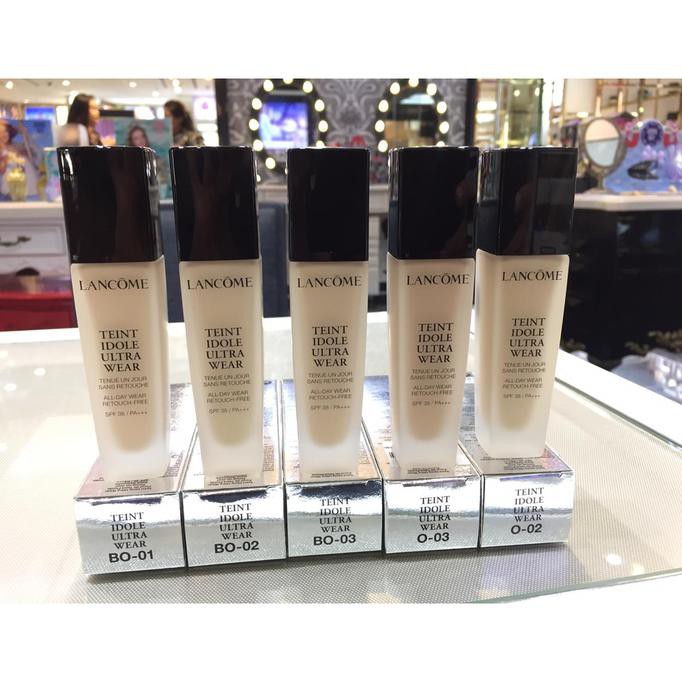 LANCÔME
TEINT
IDOLE
ULTRA
WEAR
TENUE UN JOUR
SANS RETOUCHE
ALL-DAY WEAR
RETOUCH-FREE
SPF 38 / PA+++
LANCÔME
TEINT
IDOLE
ULTRA
WEAR
TENUE UN JOUR
SANS RETOUCHE
ALL-DAY WEAR
RETOUCH-FREE
SPF 38 / PA+++
LANCÔME
TEINT
IDOLE
ULTRA
WEAR
TENUE UN JOUR
SANS RETOUCHE
ALL-DAY WEAR
RETOUCH-FREE
SPF 38 / PA+++
LANCÔME
TEINT
IDOLE
ULTRA
WEAR
TENUE UN JOUR
SANS RETOUCHE
ALL-DAY WEAR
RETOUCH-FREE
SPF 38 / PA+++
LANCÔME
TEINT
IDOLE
ULTRA
WEAR
TENUE UN JOUR
SANS RETOUCHE
ALL-DAY WEAR
RETOUCH-FREE
SPF 38 / PA+++
TEINT
IDOLE
ULTRA
WEAR
BO-01
TEINT
IDOLE
ULTRA
WEAR
BO-02
TEINT
IDOLE
ULTRA
WEAR
BO-03
TEINT
IDOLE
ULTRA
WEAR
O-03
TEINT
IDOLE
ULTRA
WEAR
O-02